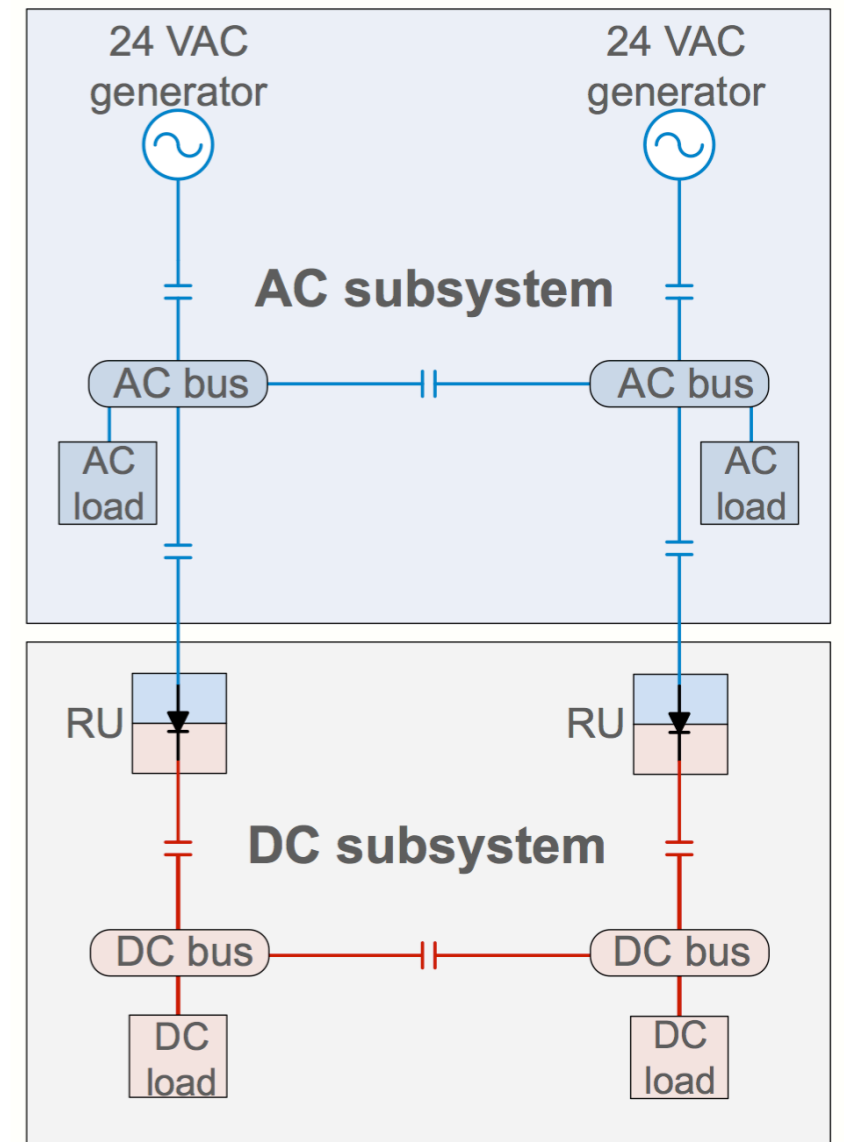 24 VAC
generator
24 VAC
generator
AC subsystem
AC bus
AC bus
AC
load
AC
load
RU
RU
DC subsystem
DC bus
DC bus
DC
load
DC
load